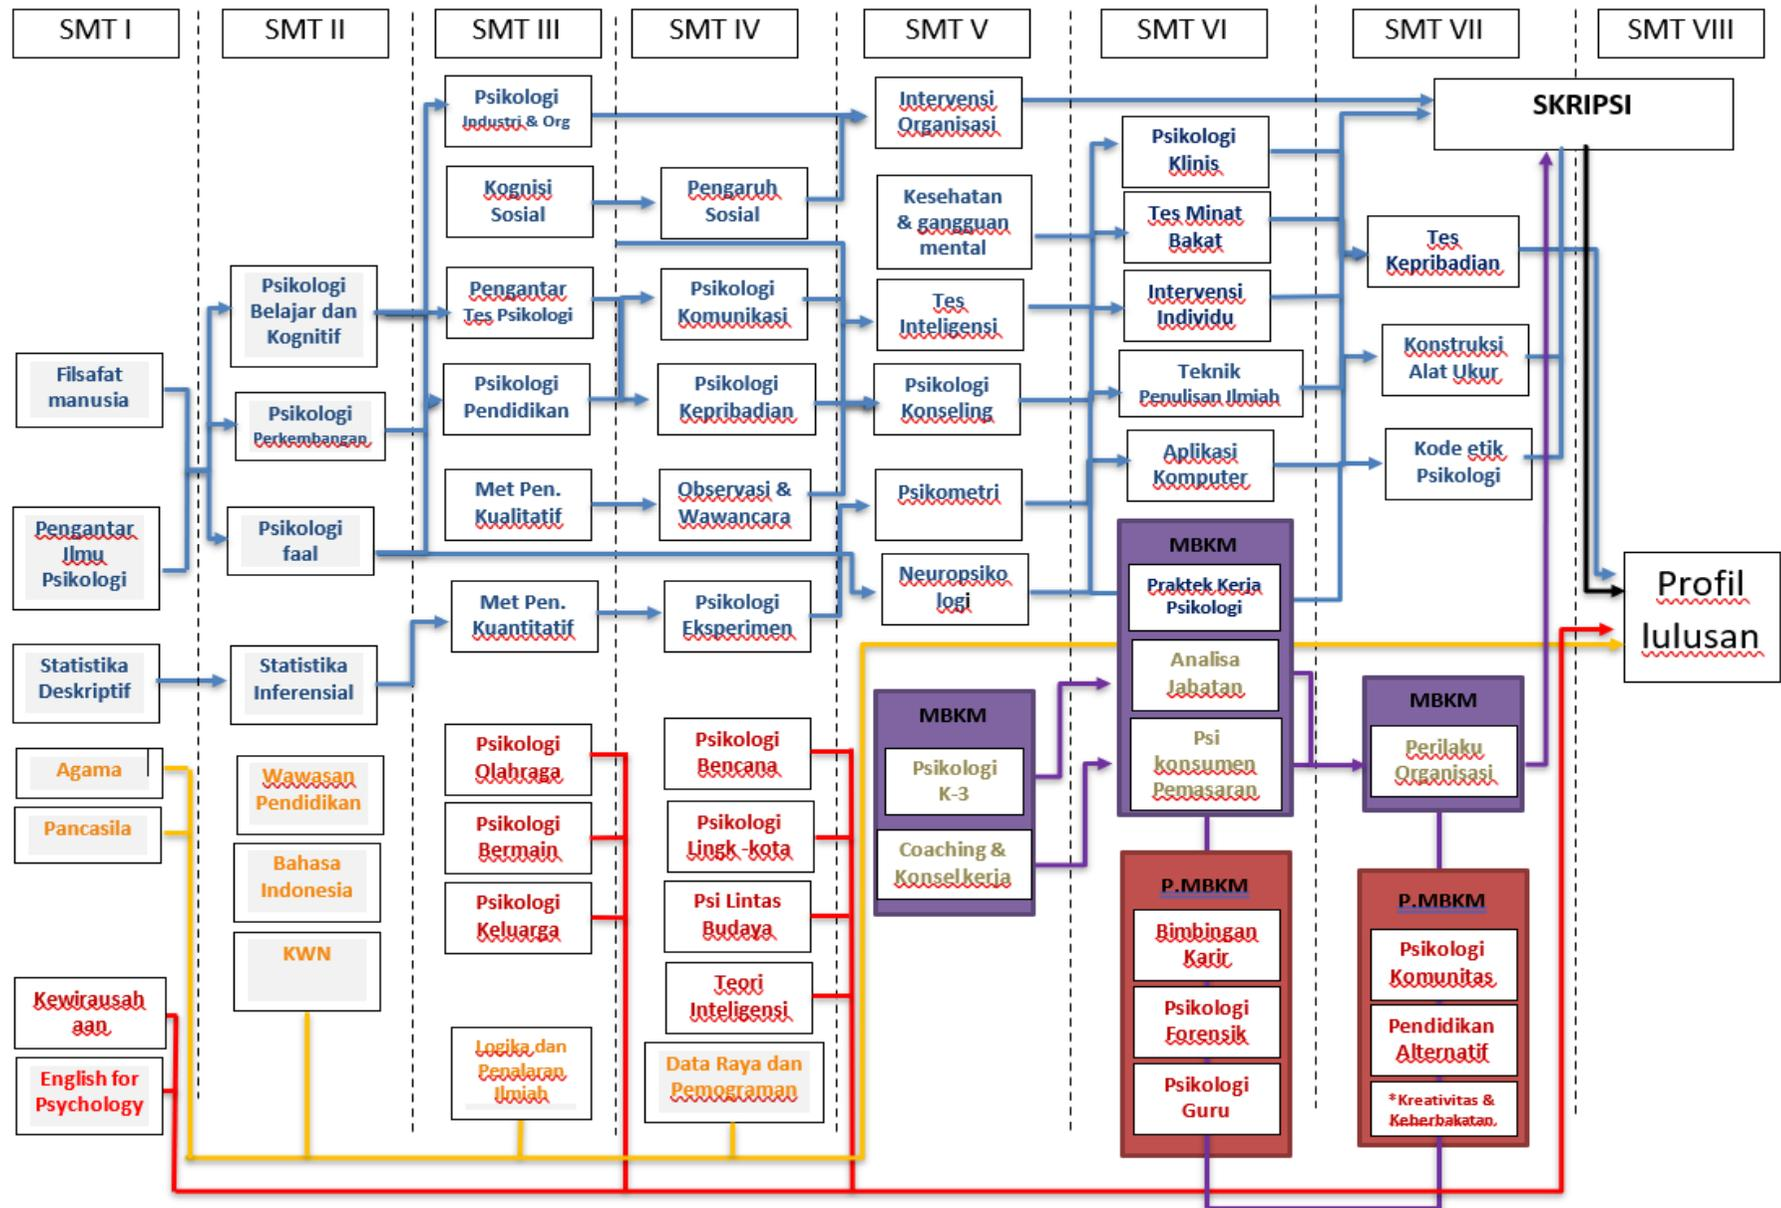 SMT I
SMT II
SMT III
SMT IV
SMT V
SMT VI
SMT VII
SMT VIII
Filsafat
manusia
Pengantar
Ilmu
Psikologi
Statistika
Deskriptif
Agama
Pancasila
Kewirausah
aan
English for
Psychology
Psikologi
Belajar dan
Kognitif
Psikologi
Perkembangan
Psikologi
faal
Statistika
Inferensial
Wawasan
Pendidikan
Bahasa
Indonesia
KWN
Psikologi
Industri & Org
Kognisi
Sosial
Pengantar
Tes Psikologi
Psikologi
Pendidikan
Met Pen.
Kualitatif
Met Pen.
Kuantitatif
Psikologi
Olahraga
Psikologi
Bermain
Psikologi
Keluarga
Logika dan
Penalaran
Ilmiah
Pengaruh
Sosial
Psikologi
Komunikasi
Psikologi
Kepribadian
Observasi &
Wawancara
Psikologi
Eksperimen
Psikologi
Bencana
Psikologi
Lingk -kota
Psi Lintas
Budaya
Teori
Inteligensi
Data Raya dan
Pemograman
Intervensi
Organisasi
Kesehatan
& gangguan
mental
Tes
Inteligensi
Psikologi
Konseling
Psikometri
Neuropsiko
logi
MBKM
Psikologi
K-3
Coaching &
Konselkerja
Psikologi
Klinis
Tes Minat
Bakat
Intervensi
Individu
Teknik
Penulisan Ilmiah
Aplikasi
Komputer
MBKM
Praktek Kerja
Psikologi
Analisa
Jabatan
Psi
konsumen
Pemasaran
P.MBKM
Bimbingan
Karir
Psikologi
Forensik
Psikologi
Guru
SKRIPSI
Tes
Kepribadian
Konstruksi
Alat Ukur
Kode etik
Psikologi
MBKM
Perilaku
Organisasi
P.MBKM
Psikologi
Komunitas
Pendidikan
Alternatif
*Kreativitas &
Keberbakatan
Profil
lulusan